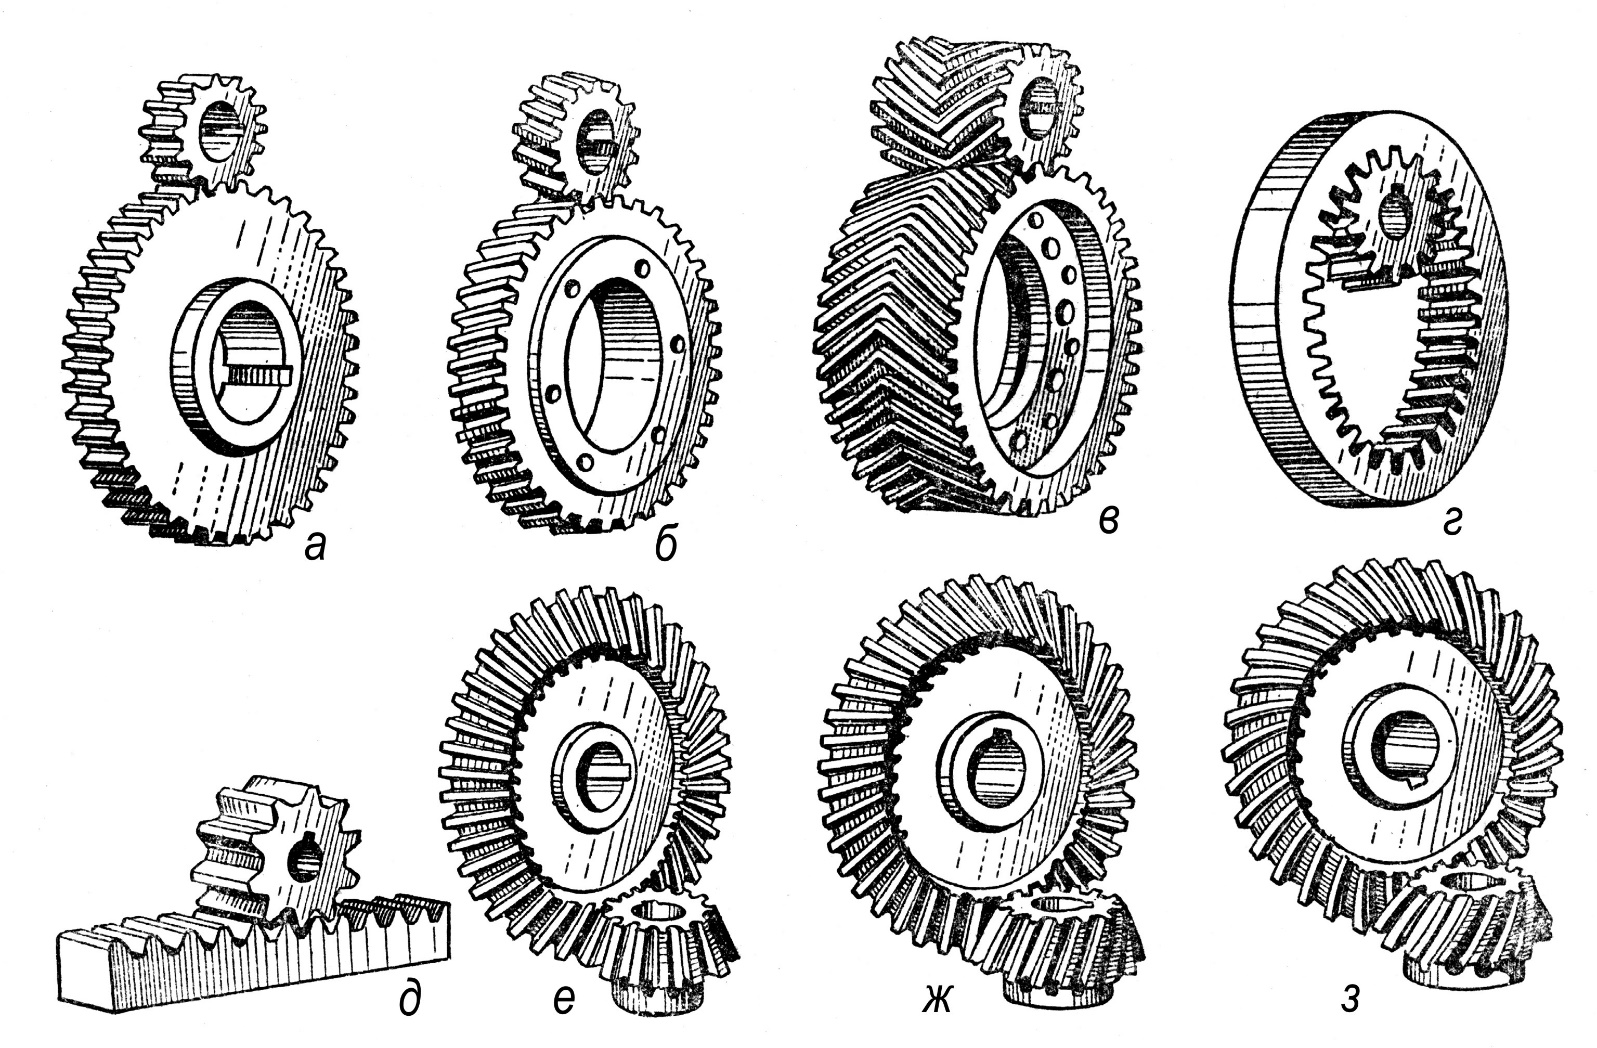 а б в г
д е ж з